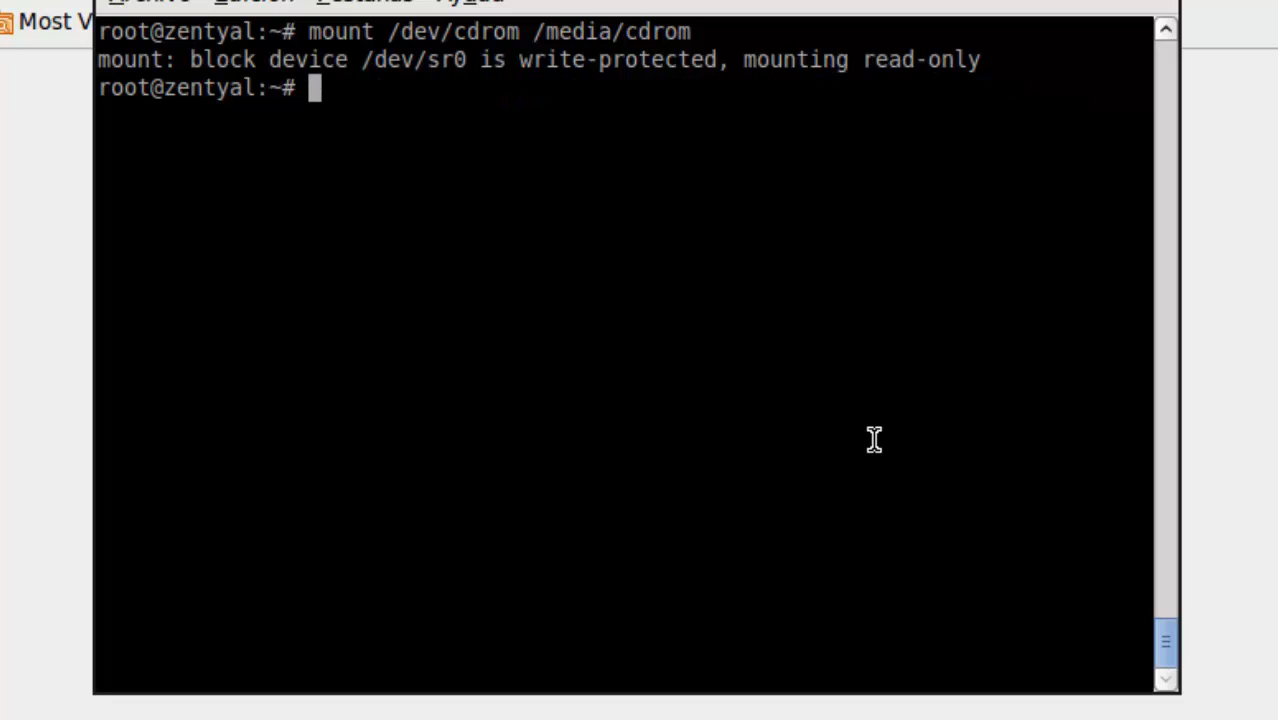 Most V
root@zentyal:~# mount /dev/cdrom /media/cdrom
mount: block device /dev/sr0 is write-protected, mounting read-only
root@zentyal:~#